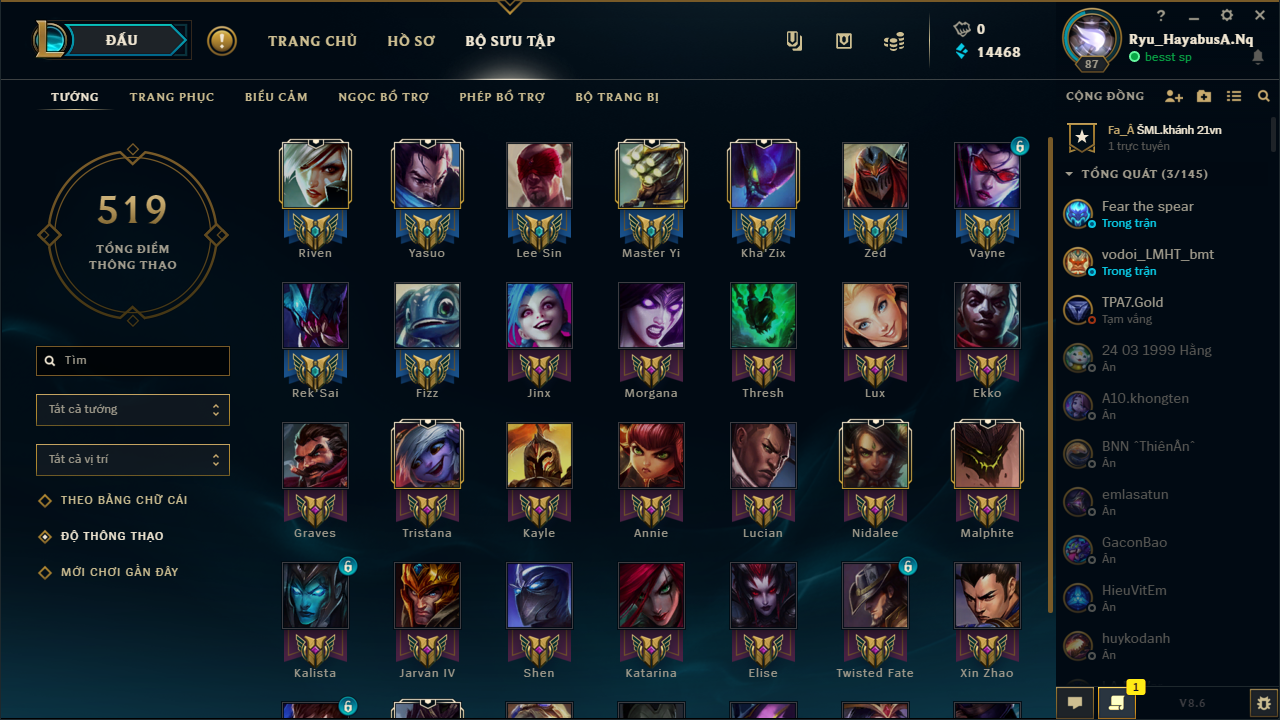 ĐẤU
TRANG CHỦ
HỒ SƠ
BỘ SƯU TẬP
0
14468
87
Ryu_HayabusA.Nq
besst sp
TƯỚNG
TRANG PHỤC
BIỂU CẢM
NGỌC BỔ TRỢ
PHÉP BỔ TRỢ
BỘ TRANG BỊ
CỘNG ĐỒNG
519
TỔNG ĐIỂM
THÔNG THẠO
Tìm
Tất cả tướng
Tất cả vị trí
THEO BẢNG CHỮ CÁI
ĐỘ THÔNG THẠO
MỚI CHƠI GẦN ĐÂY
6
Riven
Yasuo
Lee Sin
Master Yi
Kha'Zix
Zed
Vayne
Rek'Sai
Fizz
Jinx
Morgana
Thresh
Lux
Ekko
Graves
Tristana
Kayle
Annie
Lucian
Nidalee
Malphite
6
6
Kalista
Jarvan IV
Shen
Katarina
Elise
Twisted Fate
Xin Zhao
6
Fa_Â ŠML.khánh 21vn
1 trực tuyến
TỔNG QUÁT (3/145)
Fear the spear
Trong trận
vodoi_LMHT_bmt
Trong trận
TPA7.Gold
Tạm vắng
24 03 1999 Hằng
Ẩn
A10.khongten
Ẩn
BNN ˆThiênÂnˆ
Ẩn
emlasatun
Ẩn
GaconBao
Ẩn
HieuVitEm
Ẩn
huykodanh
Ẩn
1
V8.6